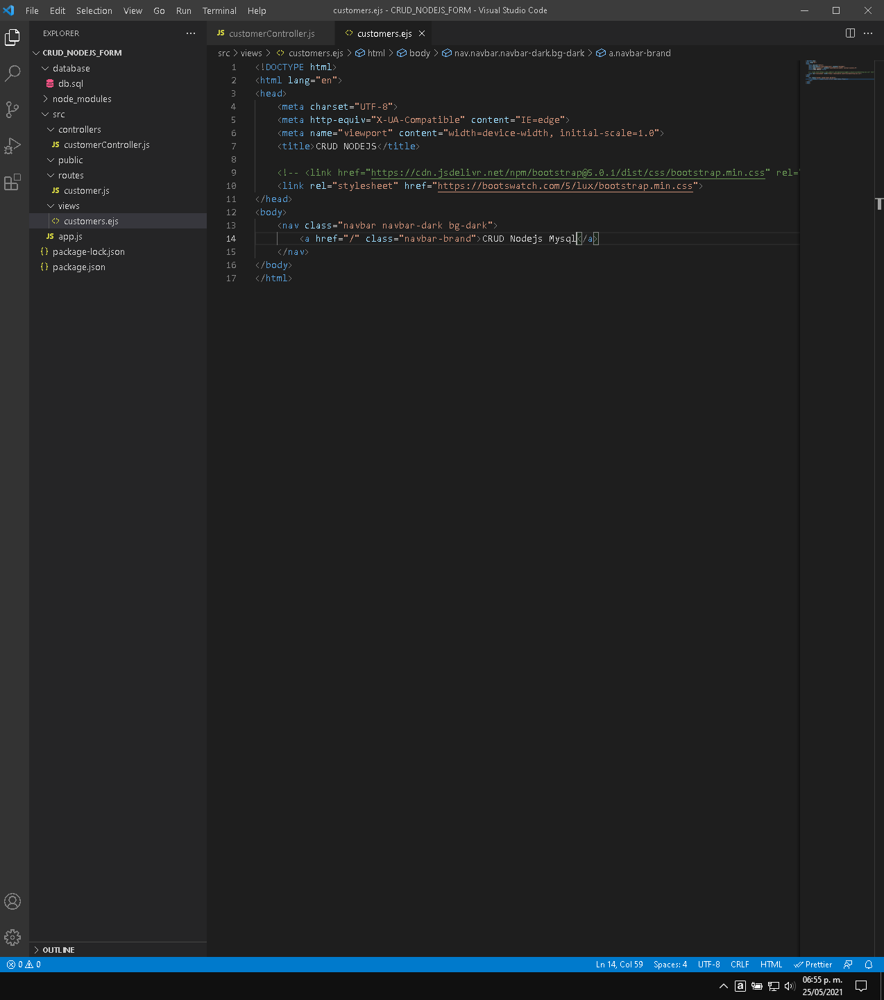 File Edit Selection View Go Run Terminal Help customers.ejs - CRUD_NODEJS_FORM - Visual Studio Code
EXPLORER
CRUD_NODEJS_FORM
database
db.sql
node_modules
src
controllers
JS customerController.js
public
routes
JS customer.js
views
<> customers.ejs
JS app.js
{} package-lock.json
{} package.json
OUTLINE
JS customerController.js <> customers.ejs
src > views > <> customers.ejs > html > body > nav.navbar.navbar-dark.bg-dark > a.navbar-brand
1 <!DOCTYPE html>
2 <html lang="en">
3 <head>
4 <meta charset="UTF-8">
5 <meta http-equiv="X-UA-Compatible" content="IE=edge">
6 <meta name="viewport" content="width=device-width, initial-scale=1.0">
7 <title>CRUD NODEJS</title>
8
9 <!-- <link href="https://cdn.jsdelivr.net/npm/bootstrap@5.0.1/dist/css/bootstrap.min.css" rel="
10 <link rel="stylesheet" href="https://bootswatch.com/5/lux/bootstrap.min.css">
11 </head>
12 <body>
13 <nav class="navbar navbar-dark bg-dark">
14 <a href="/" class="navbar-brand">CRUD Nodejs Mysql</a>
15 </nav>
16 </body>
17 </html>
0 0 Ln 14, Col 59 Spaces: 4 UTF-8 CRLF HTML Prettier
a 06:55 p. m.
25/05/2021